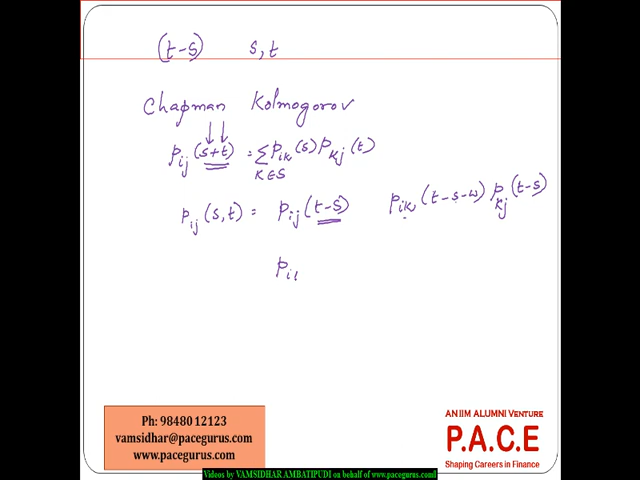 (t-s) s, t
Chapman Kolmogorov
↓↓
Pij (s+t) = Σ Pik (s) Pkj (t)
K∈S
Pij (s, t) = Pij (t-s) Pik (t-s-w) Pkj (t-s)
Pi
Ph: 98480 12123
vamsidhar@pacegurus.com
www.pacegurus.com
AN IIM ALUMNI VENTURE
P.A.C.E
Shaping Careers in Finance
Videos by VAMSIDHAR AMBATIPUDI on behalf of www.pacegurus.com